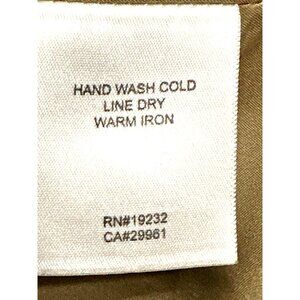 HAND WASH COLD
LINE DRY
WARM IRON
RN#19232
CA#29961